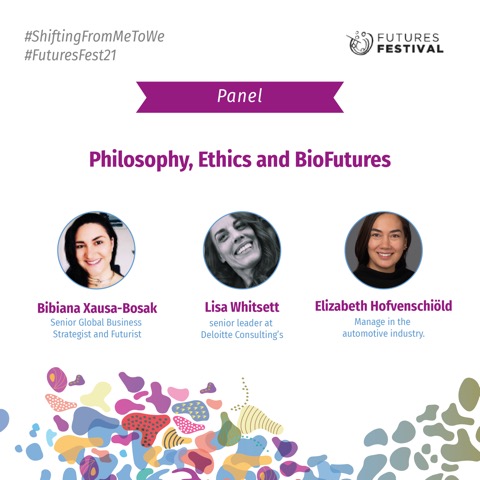 #ShiftingFromMeToWe
#FuturesFest21
FUTURES
FESTIVAL
Panel
Philosophy, Ethics and BioFutures
Bibiana Xausa-Bosak
Senior Global Business
Strategist and Futurist
Lisa Whitsett
senior leader at
Deloitte Consulting's
Elizabeth Hofvenschiöld
Manage in the
automotive industry.